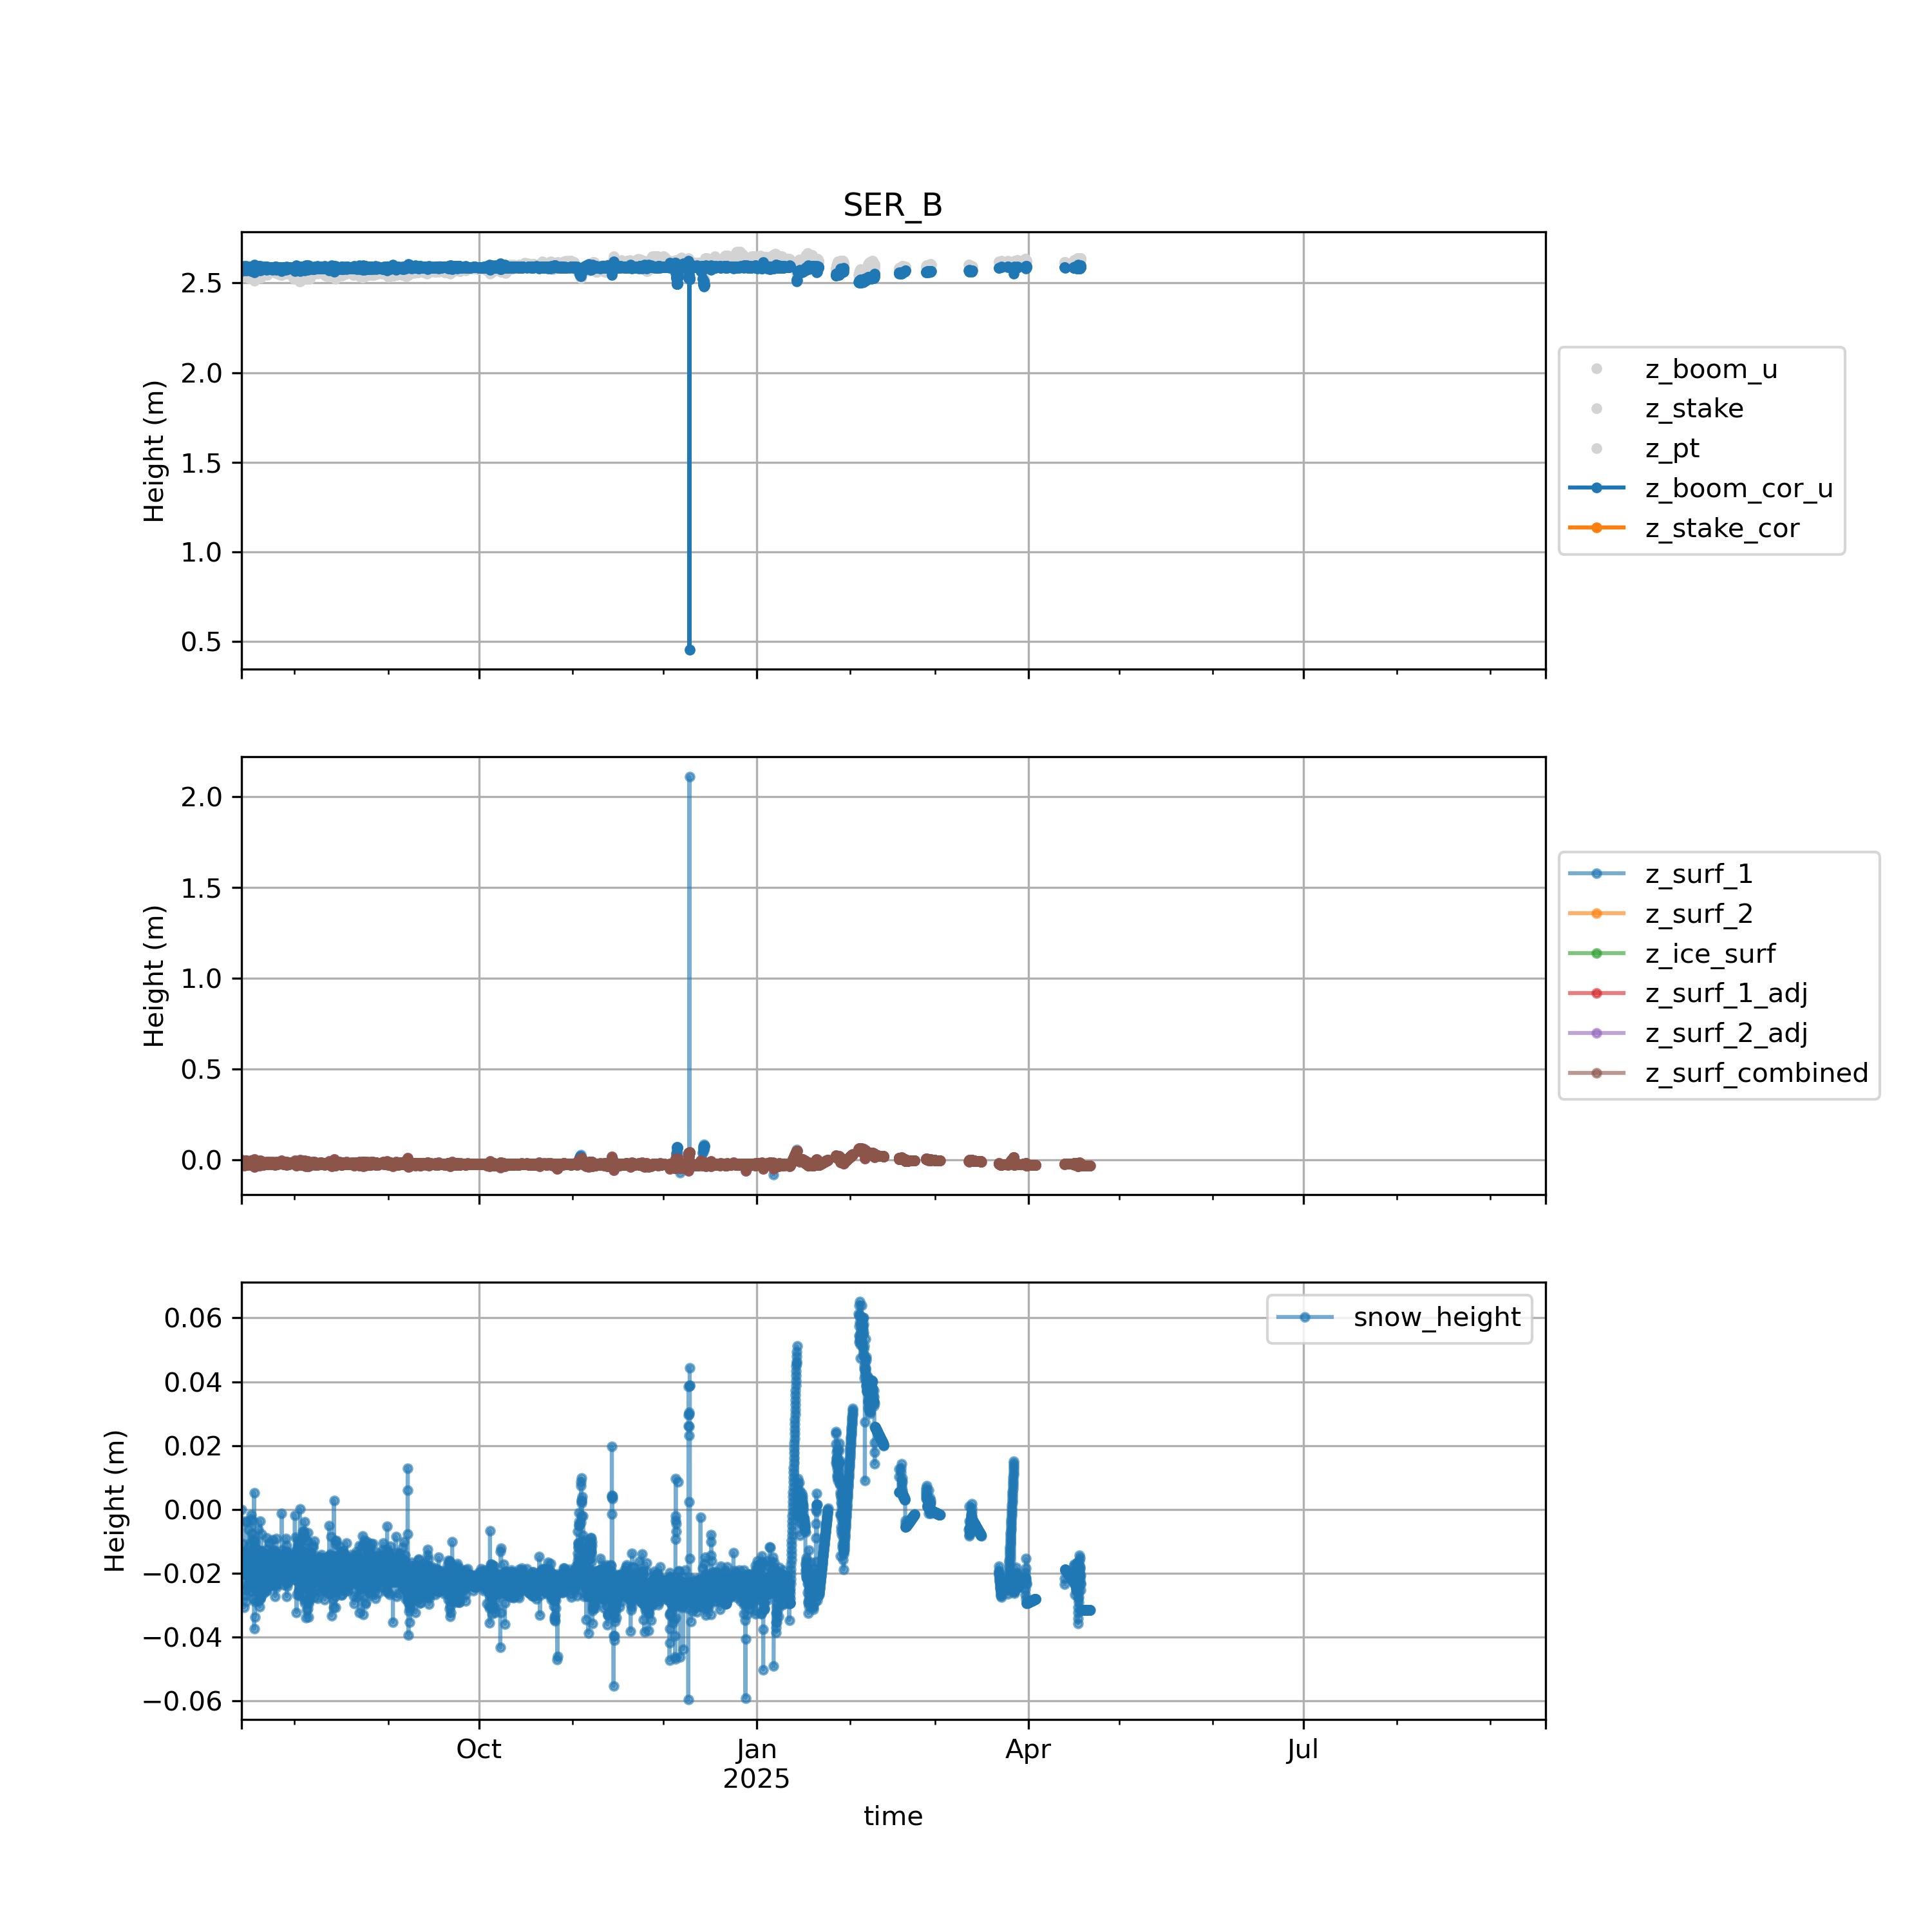 SER_B
Height (m)
2.5
2.0
1.5
1.0
0.5
z_boom_u
z_stake
z_pt
z_boom_cor_u
z_stake_cor
Height (m)
2.0
1.5
1.0
0.5
0.0
z_surf_1
z_surf_2
z_ice_surf
z_surf_1_adj
z_surf_2_adj
z_surf_combined
Height (m)
0.06
0.04
0.02
0.00
−0.02
−0.04
−0.06
snow_height
Oct
Jan
2025
Apr
Jul
time